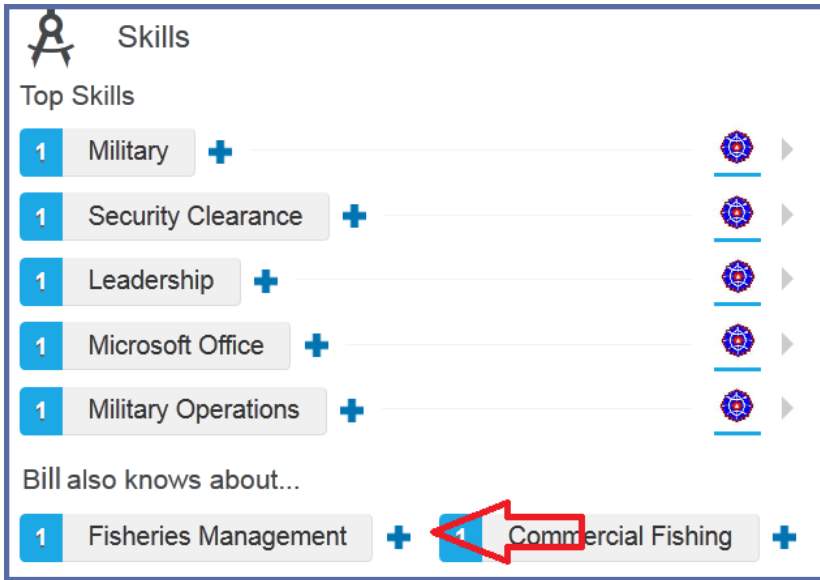 Skills
Top Skills
1 Military
1 Security Clearance
1 Leadership
1 Microsoft Office
1 Military Operations
Bill also knows about...
1 Fisheries Management 1 Commercial Fishing